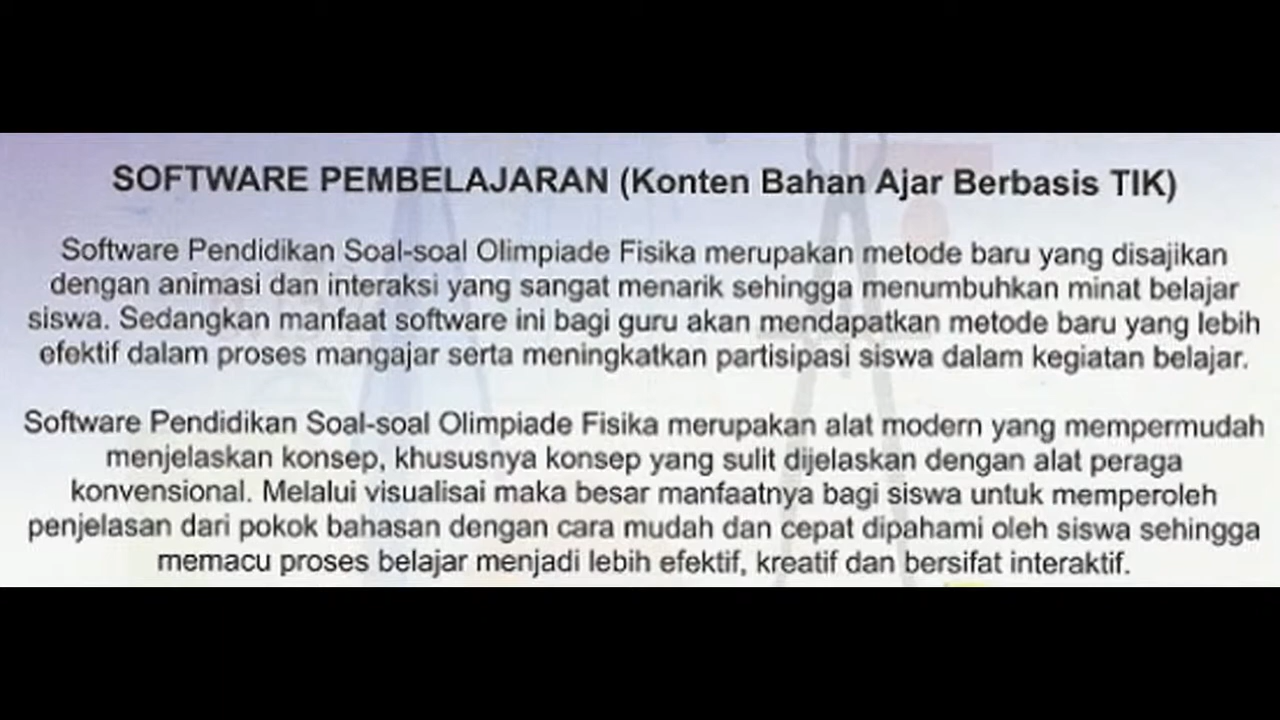 SOFTWARE PEMBELAJARAN (Konten Bahan Ajar Berbasis TIK)
Software Pendidikan Soal-soal Olimpiade Fisika merupakan metode baru yang disajikan
dengan animasi dan interaksi yang sangat menarik sehingga menumbuhkan minat belajar
siswa. Sedangkan manfaat software ini bagi guru akan mendapatkan metode baru yang lebih
efektif dalam proses mangajar serta meningkatkan partisipasi siswa dalam kegiatan belajar.
Software Pendidikan Soal-soal Olimpiade Fisika merupakan alat modern yang mempermudah
menjelaskan konsep, khususnya konsep yang sulit dijelaskan dengan alat peraga
konvensional. Melalui visualisai maka besar manfaatnya bagi siswa untuk memperoleh
penjelasan dari pokok bahasan dengan cara mudah dan cepat dipahami oleh siswa sehingga
memacu proses belajar menjadi lebih efektif, kreatif dan bersifat interaktif.